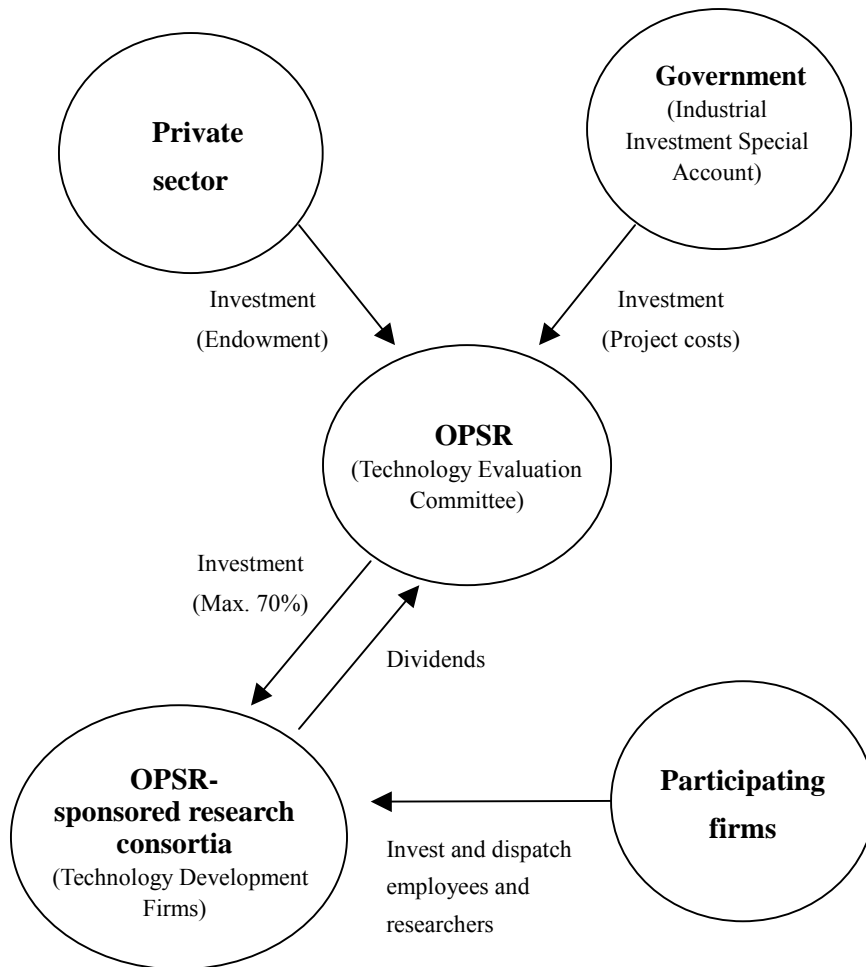 Private
sector
Government
(Industrial
Investment Special
Account)
Investment
(Endowment)
Investment
(Project costs)
OPSR
(Technology Evaluation
Committee)
Investment
(Max. 70%)
Dividends
OPSR-
sponsored research
consortia
(Technology Development
Firms)
Participating
firms
Invest and dispatch
employees and
researchers